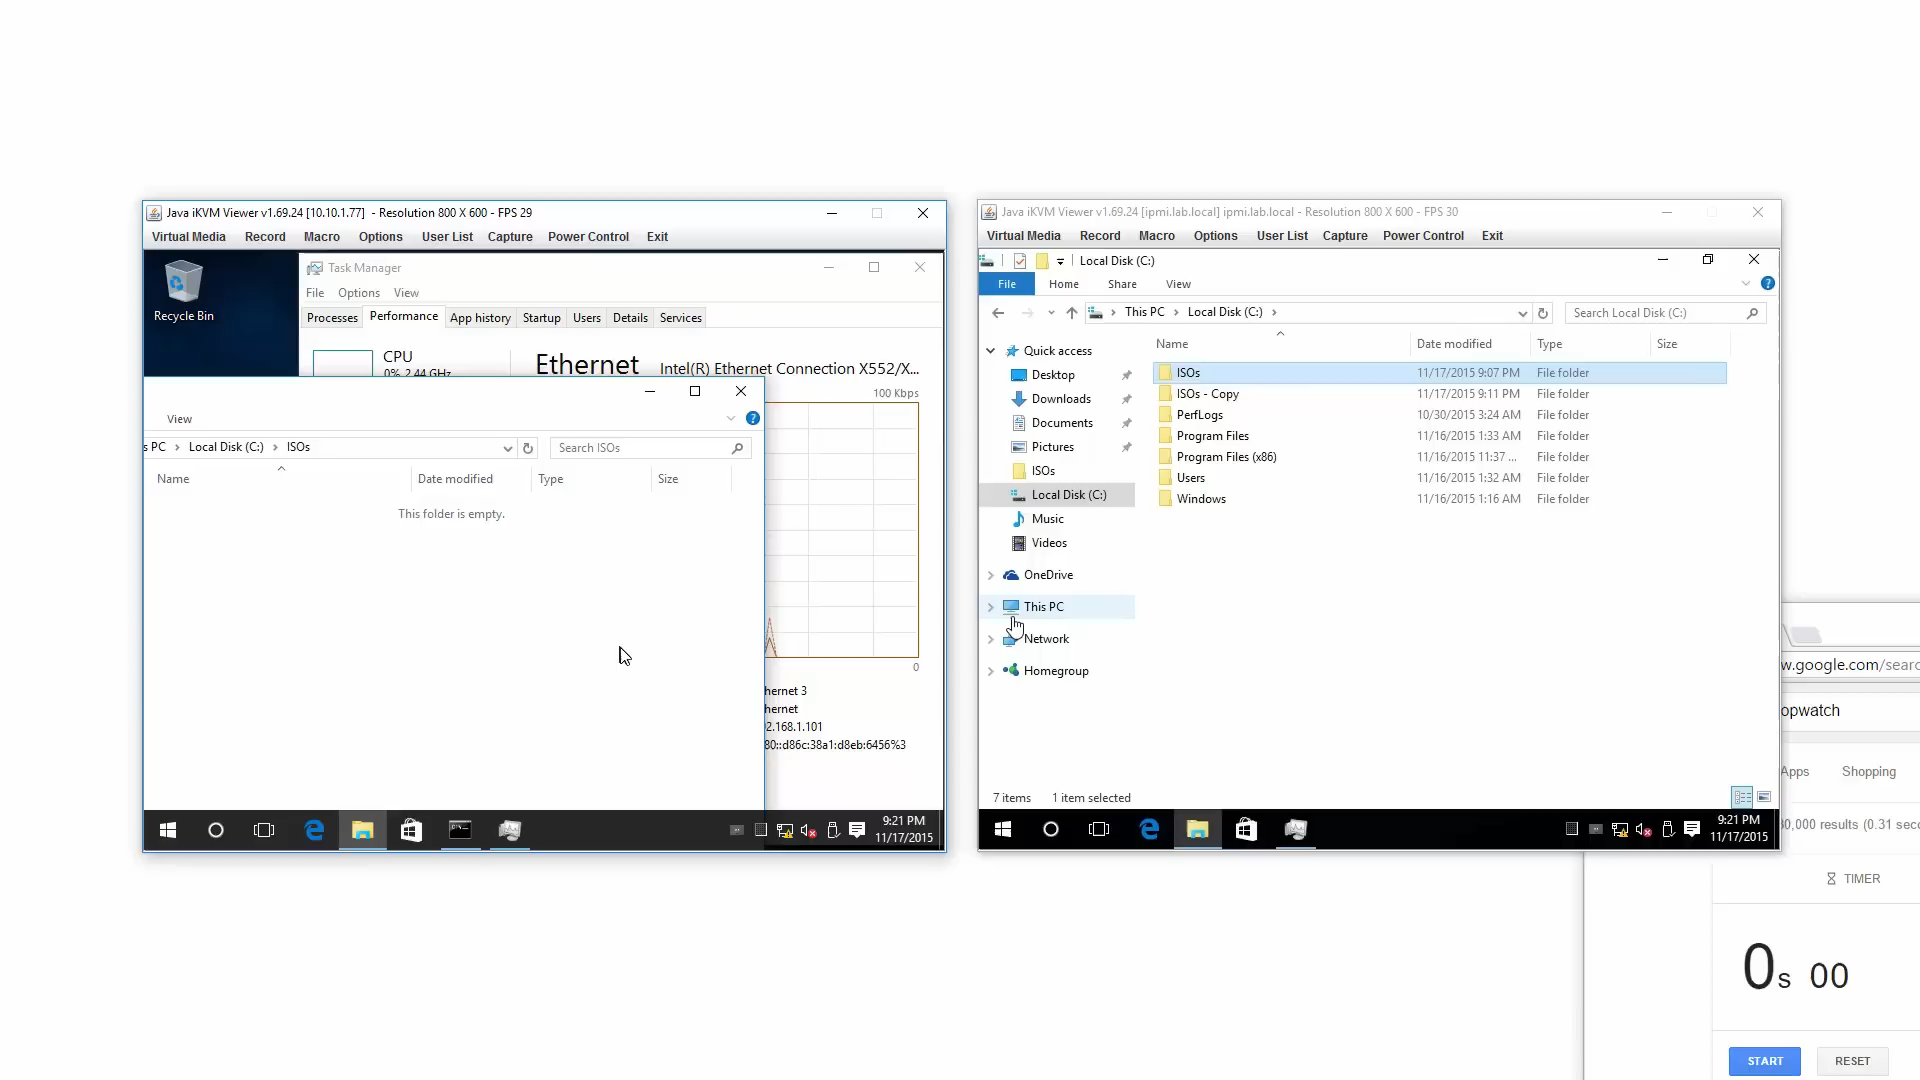 Java iKVM Viewer v1.69.24 [10.10.1.77] - Resolution 800 X 600 - FPS 29
Virtual Media Record Macro Options User List Capture Power Control Exit
Recycle Bin
Task Manager
File Options View
Processes Performance App history Startup Users Details Services
CPU
0% 2.44 GHz
Ethernet Intel(R) Ethernet Connection X552/X...
100 Kbps
View
s PC Local Disk (C:) ISOs Search ISOs
Name Date modified Type Size
This folder is empty.
0
hernet 3
hernet
2.168.1.101
80::d86c:38a1:d8eb:6456%3
9:21 PM
11/17/2015
Java iKVM Viewer v1.69.24 [ipmi.lab.local] ipmi.lab.local - Resolution 800 X 600 - FPS 30
Virtual Media Record Macro Options User List Capture Power Control Exit
Local Disk (C:)
File Home Share View
This PC Local Disk (C:) Search Local Disk (C:)
Quick access
Desktop
Downloads
Documents
Pictures
ISOs
Local Disk (C:)
Music
Videos
OneDrive
This PC
Network
Homegroup
Name Date modified Type Size
ISOs 11/17/2015 9:07 PM File folder
ISOs - Copy 11/17/2015 9:11 PM File folder
PerfLogs 10/30/2015 3:24 AM File folder
Program Files 11/16/2015 1:33 AM File folder
Program Files (x86) 11/16/2015 11:37 ... File folder
Users 11/16/2015 1:32 AM File folder
Windows 11/16/2015 1:16 AM File folder
7 items 1 item selected
9:21 PM
11/17/2015
w.google.com/searc
opwatch
Apps Shopping
0,000 results (0.31 seco
TIMER
0s 00
START RESET